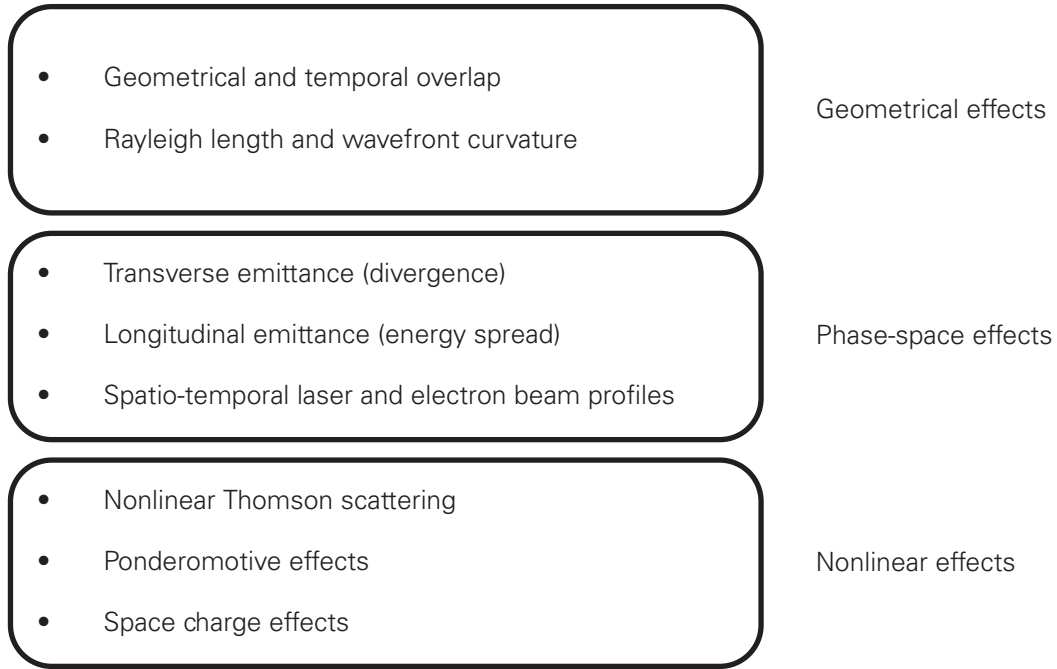 • Geometrical and temporal overlap
• Rayleigh length and wavefront curvature
Geometrical effects
• Transverse emittance (divergence)
• Longitudinal emittance (energy spread)
• Spatio-temporal laser and electron beam profiles
Phase-space effects
• Nonlinear Thomson scattering
• Ponderomotive effects
• Space charge effects
Nonlinear effects